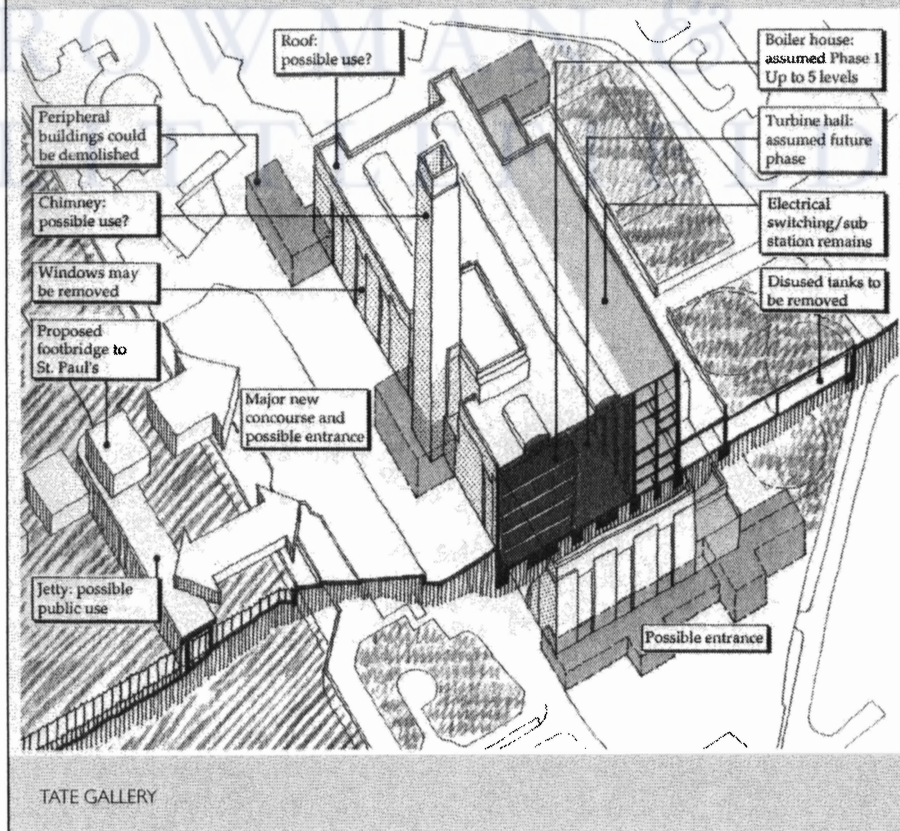 ROWMAN &
Roof:
possible use?
Boiler house:
assumed Phase 1
Up to 5 levels
Peripheral
buildings could
be demolished
Turbine hall:
assumed future
phase
Chimney:
possible use?
Electrical
switching/sub
station remains
Windows may
be removed
Disused tanks to
be removed
Proposed
footbridge to
St. Paul's
Major new
concourse and
possible entrance
Jetty: possible
public use
Possible entrance
TATE GALLERY